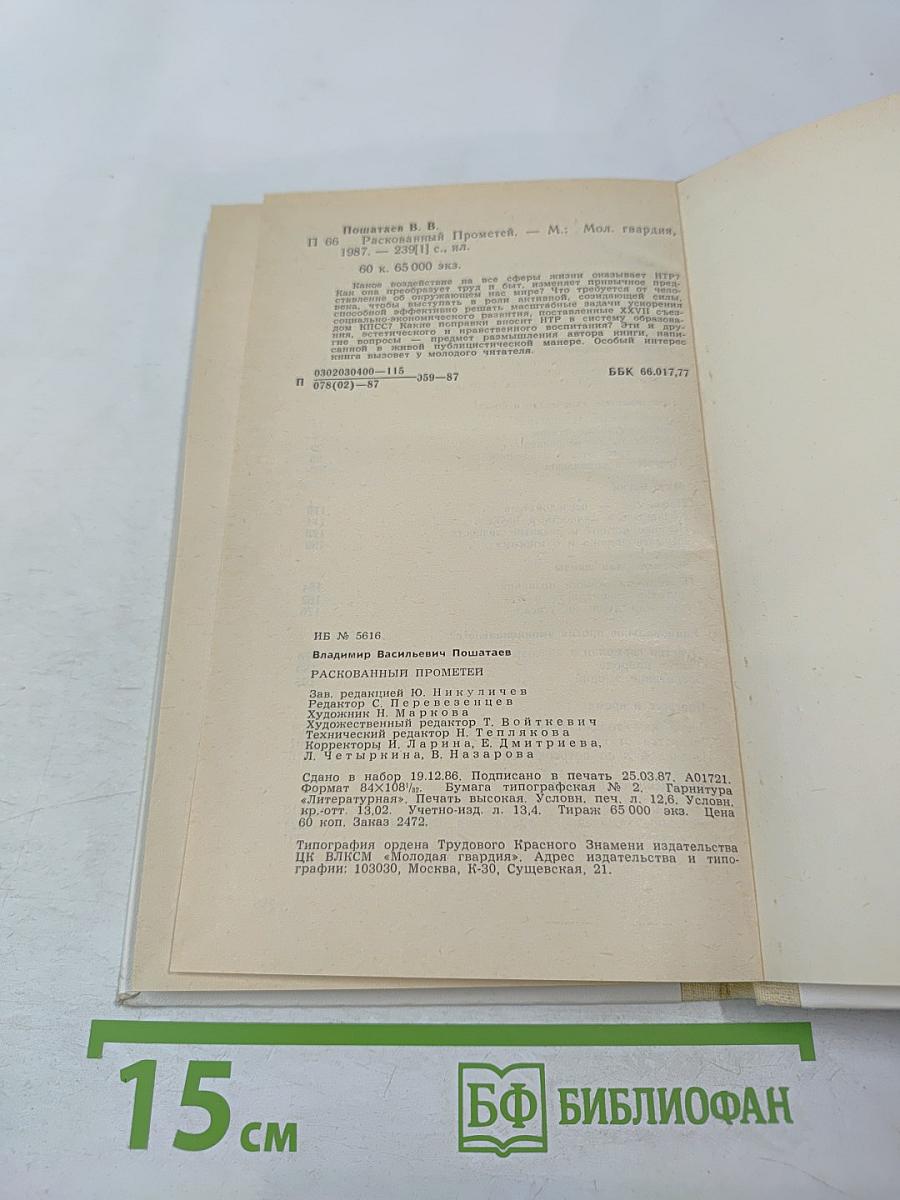 Пошатаев В. В.
П 66 Раскованный Прометей. — М.: Мол. гвардия,
1987. — 239[1] с., ил.
60 к. 65 000 экз.
Какое воздействие на все сферы жизни оказывает НТР?
Как она преобразует труд и быт, изменяет привычное пред-
ставление об окружающем нас мире? Что требуется от чело-
века, чтобы выступать в роли активной, созидающей силы,
способной эффективно решать масштабные задачи ускорения
социально-экономического развития, поставленные XXVII съез-
дом КПСС? Какие поправки вносит НТР в систему образова-
ния, эстетического и нравственного воспитания? Эти и дру-
гие вопросы — предмет размышления автора книги, напи-
санной в живой публицистической манере. Особый интерес
книга вызовет у молодого читателя.
П 0302030400—115
078(02)—87 —359—87 ББК 66.017,77
ИБ № 5616
Владимир Васильевич Пошатаев
РАСКОВАННЫЙ ПРОМЕТЕЙ
Зав. редакцией Ю. Никуличев
Редактор С. Перевезенцев
Художник Н. Маркова
Художественный редактор Т. Войткевич
Технический редактор Н. Теплякова
Корректоры И. Ларина, Е. Дмитриева,
Л. Четыркина, В. Назарова
Сдано в набор 19.12.86. Подписано в печать 25.03.87. А01721.
Формат 84×108¹/₃₂. Бумага типографская № 2. Гарнитура
«Литературная». Печать высокая. Условн. печ. л. 12,6. Условн.
кр.-отт. 13,02. Учетно-изд. л. 13,4. Тираж 65 000 экз. Цена
60 коп. Заказ 2472.
Типография ордена Трудового Красного Знамени издательства
ЦК ВЛКСМ «Молодая гвардия». Адрес издательства и типо-
графии: 103030, Москва, К-30, Сущевская, 21.
15 см
БФ БИБЛИОФАН